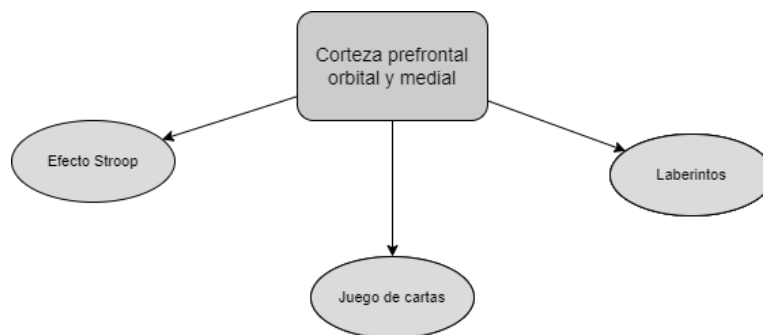 Corteza prefrontal
orbital y medial
Efecto Stroop
Laberintos
Juego de cartas